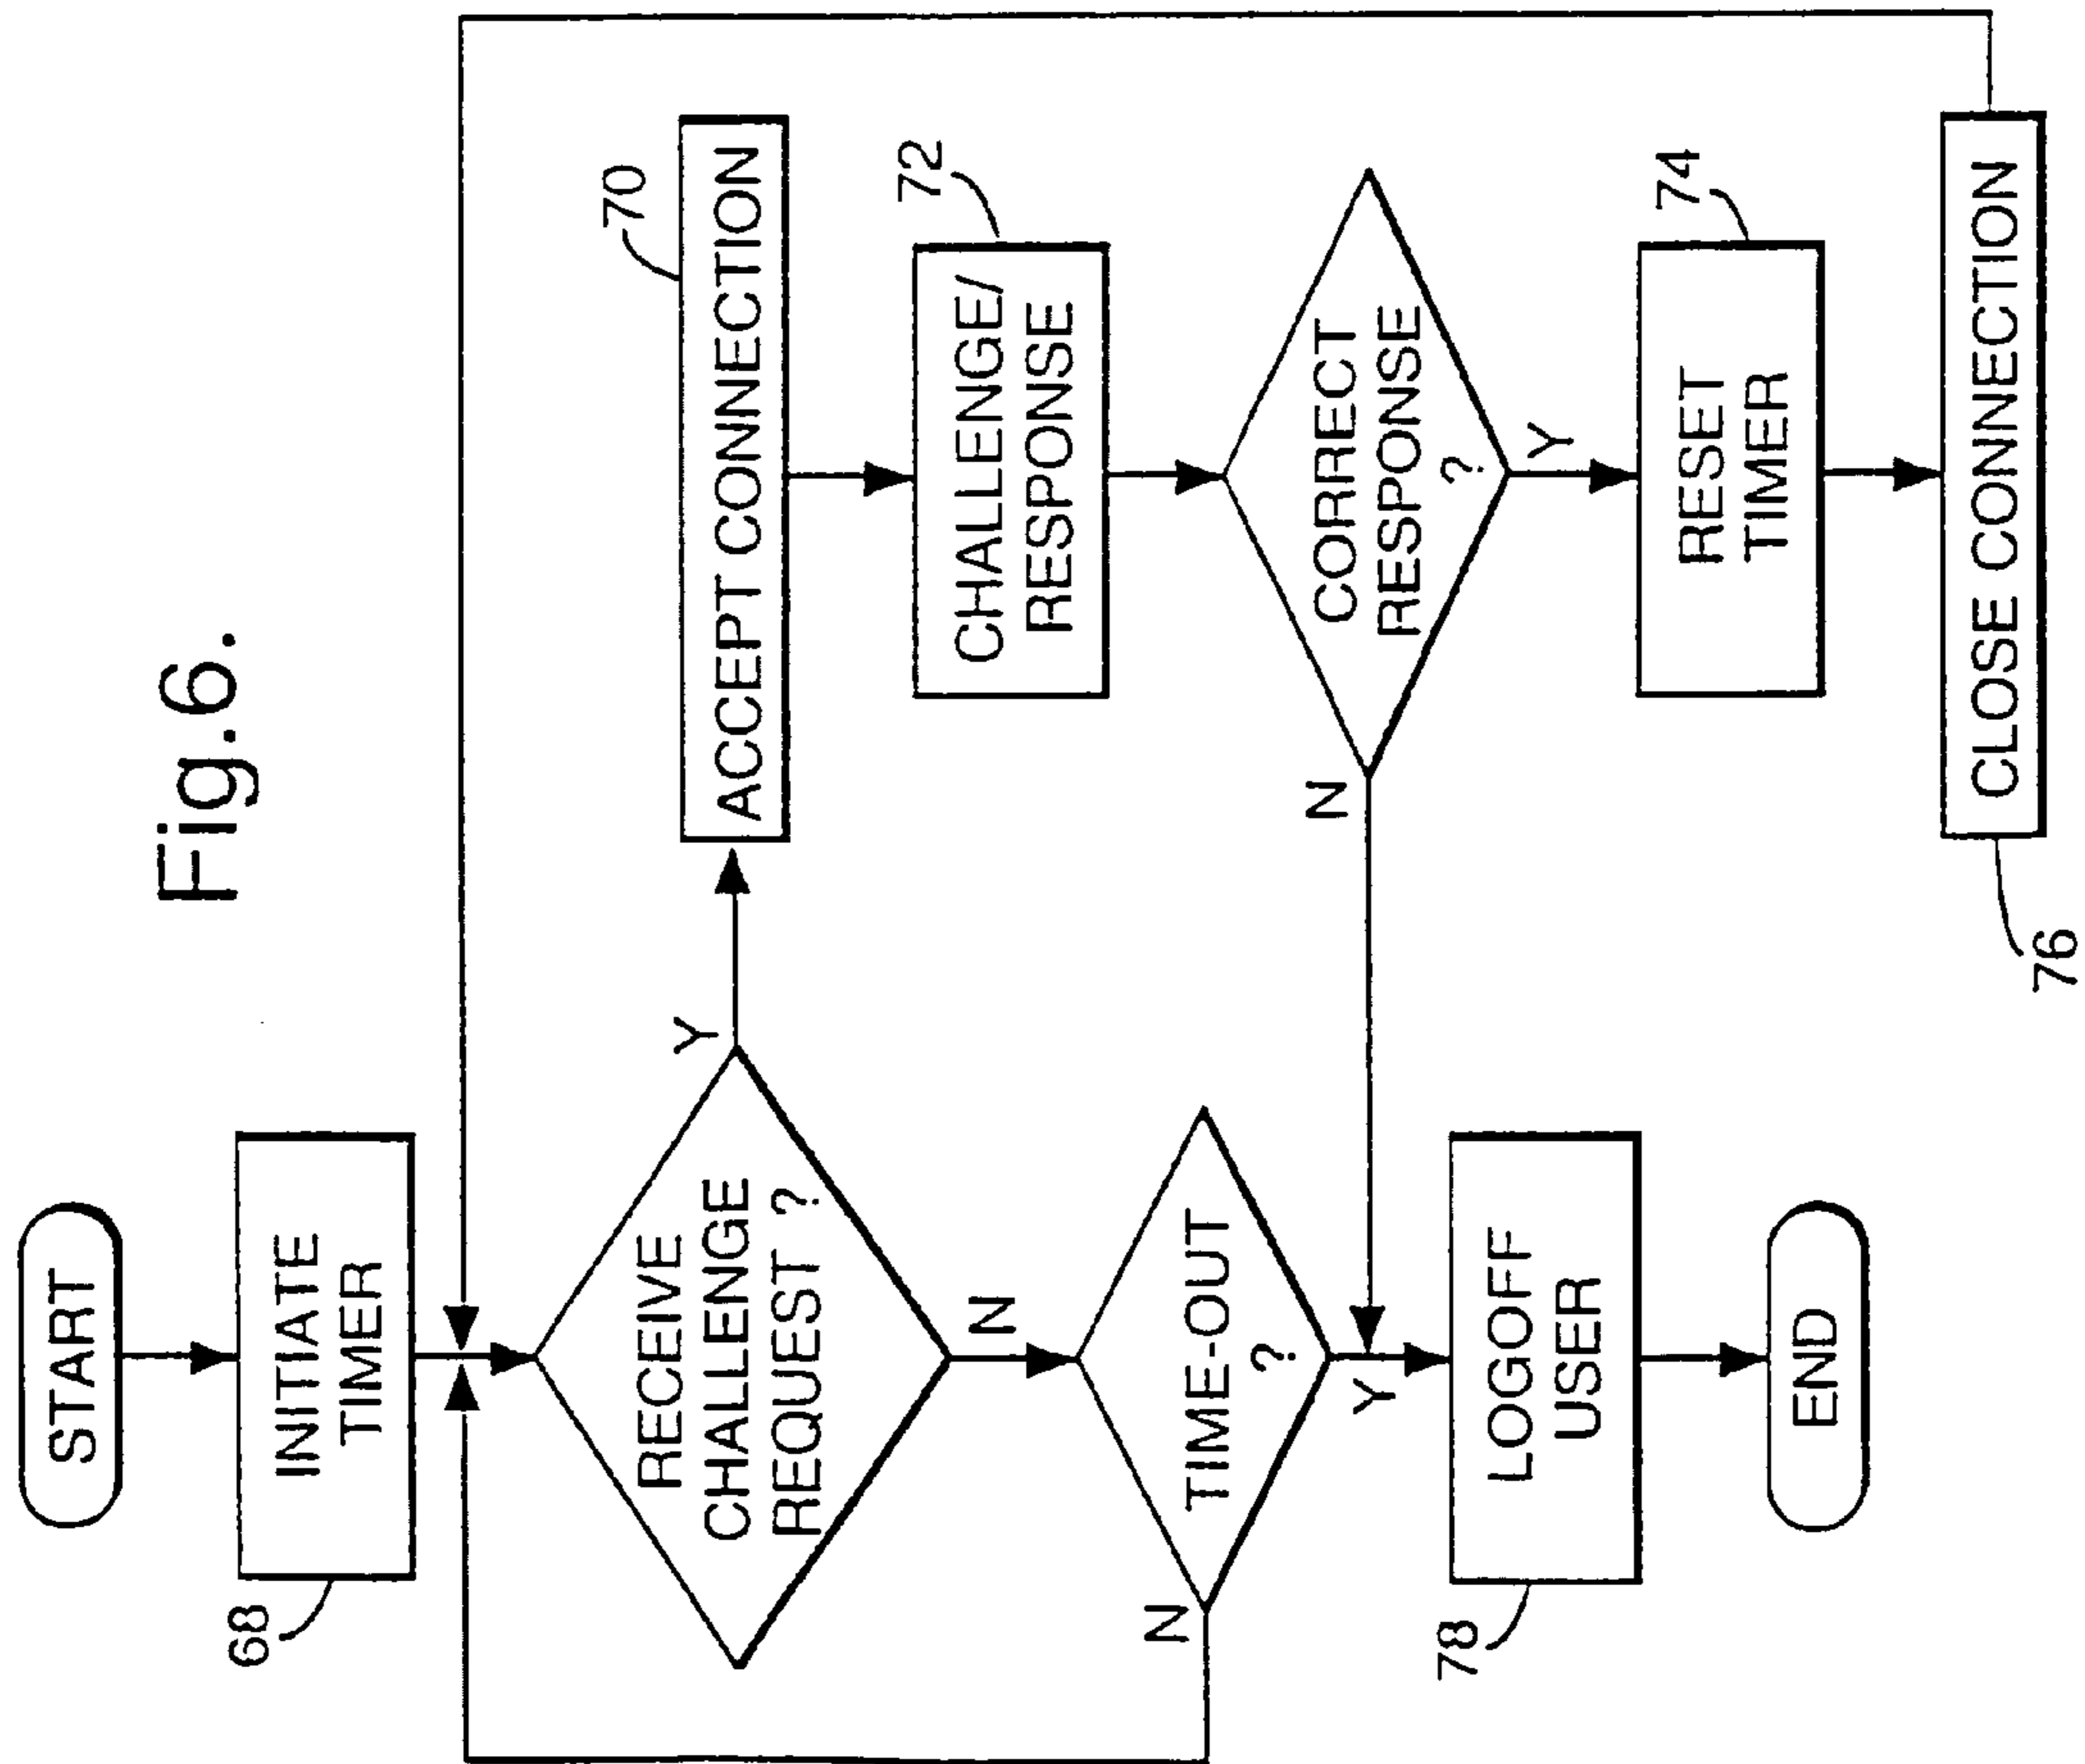 Fig.6.
START
INITIATE
TIMER
68
RECEIVE
CHALLENGE
REQUEST ?
Y
N
ACCEPT CONNECTION
70
CHALLENGE/
RESPONSE
72
CORRECT
RESPONSE
?
N
Y
RESET
TIMER
74
CLOSE CONNECTION
76
TIME-OUT
?
N
Y
LOGOFF
USER
78
END